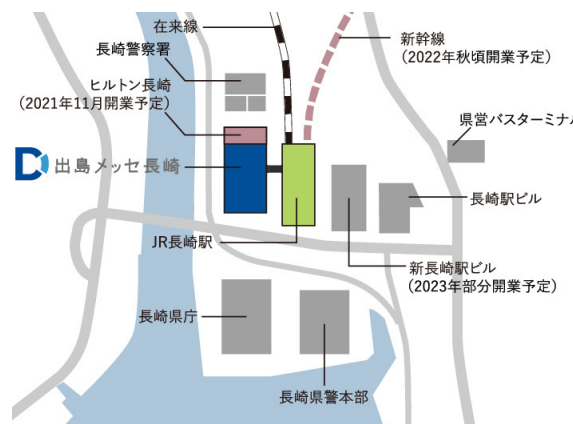 在来線
長崎警察署
新幹線
(2022年秋頃開業予定)
ヒルトン長崎
(2021年11月開業予定)
県営バスターミナル
出島メッセ長崎
長崎駅ビル
JR長崎駅
新長崎駅ビル
(2023年部分開業予定)
長崎県庁
長崎県警本部